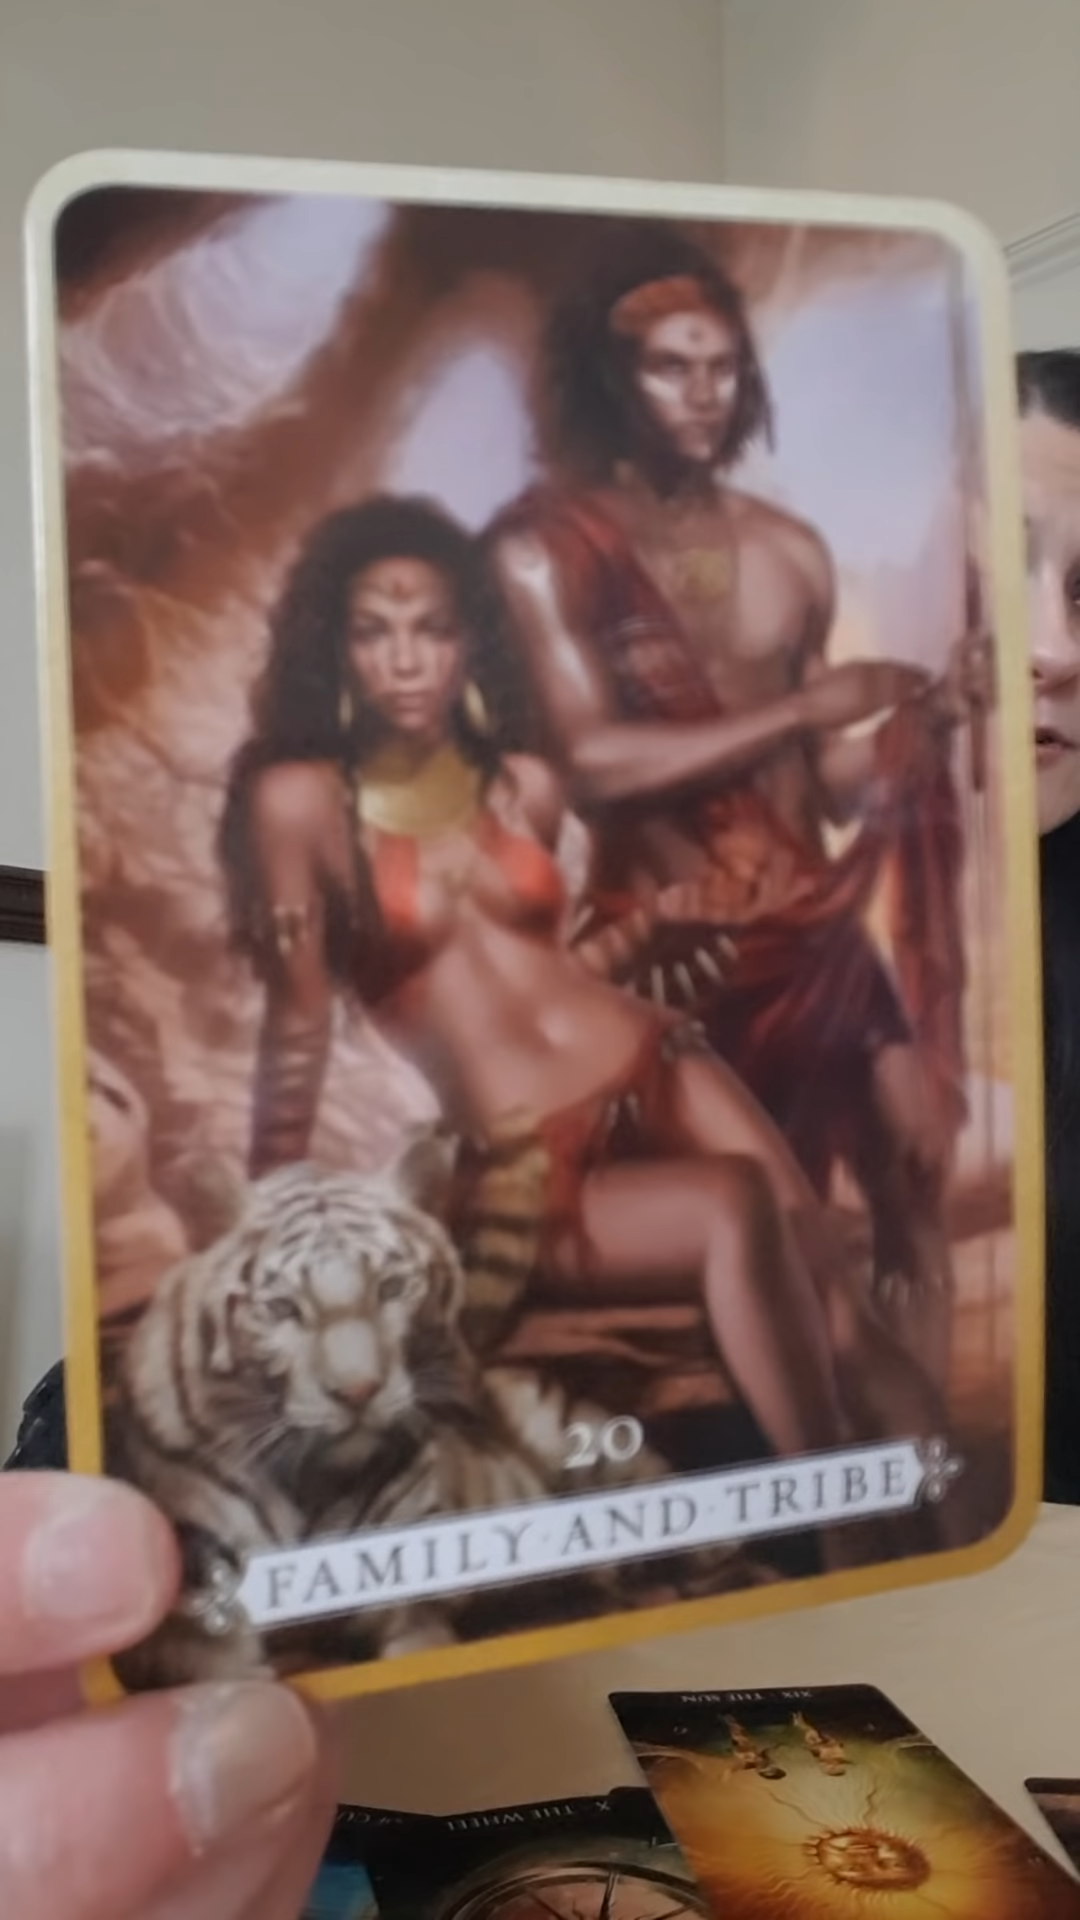 20
FAMILY·AND·TRIBE
XIX · THE SUN
X · THE WHEEL